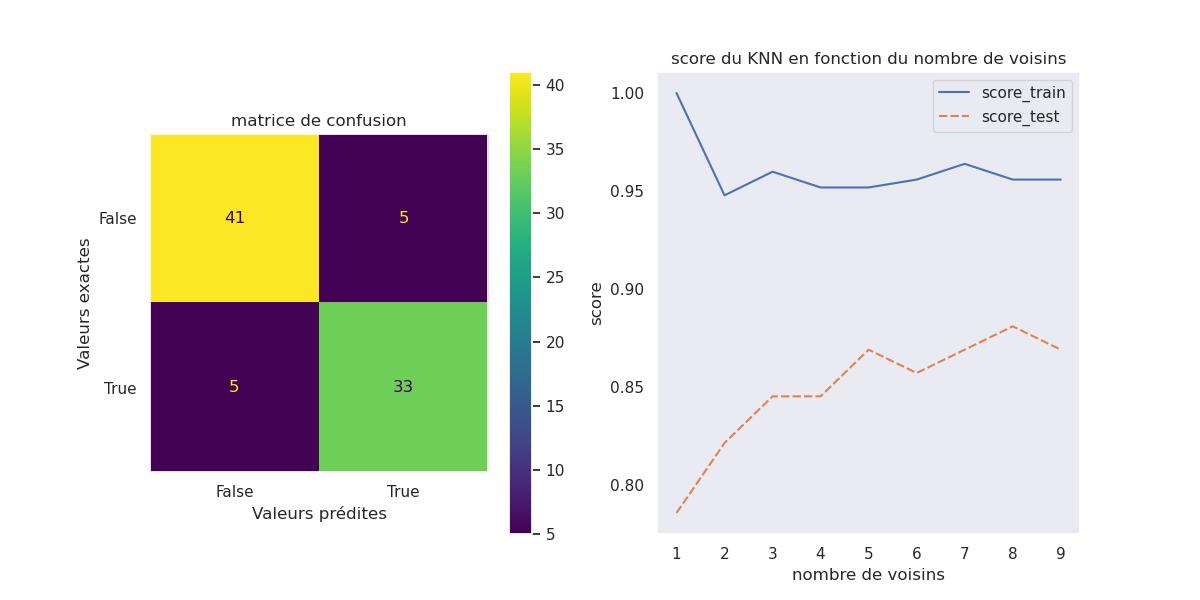 matrice de confusion
41
5
5
33
False
True
Valeurs exactes
False
True
Valeurs prédites
40
35
30
25
20
15
10
5
score du KNN en fonction du nombre de voisins
score_train
score_test
1.00
0.95
0.90
0.85
0.80
score
1 2 3 4 5 6 7 8 9
nombre de voisins